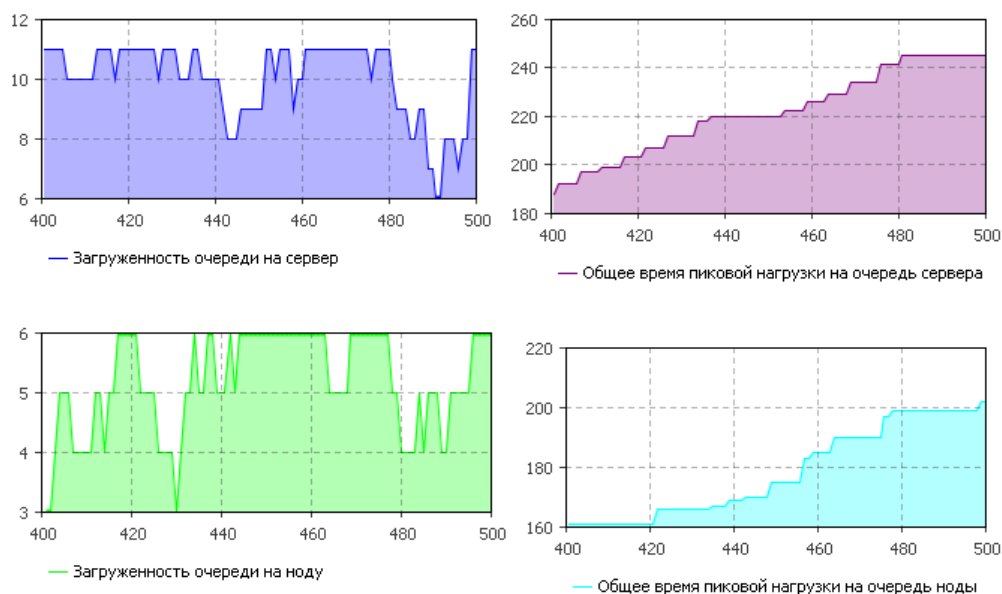 12
10
8
6
400 420 440 460 480 500
Загруженность очереди на сервер
260
240
220
200
180
400 420 440 460 480 500
Общее время пиковой нагрузки на очередь сервера
6
5
4
3
400 420 440 460 480 500
Загруженность очереди на ноду
220
200
180
160
400 420 440 460 480 500
Общее время пиковой нагрузки на очередь ноды